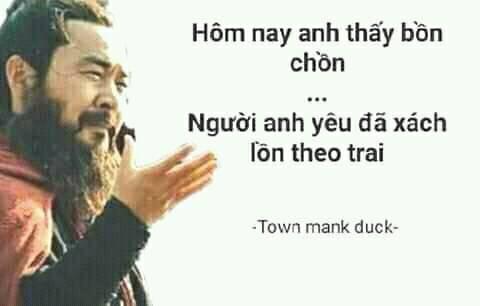 Hôm nay anh thấy bồn
chồn
...
Người anh yêu đã xách
lồn theo trai
-Town mank duck-